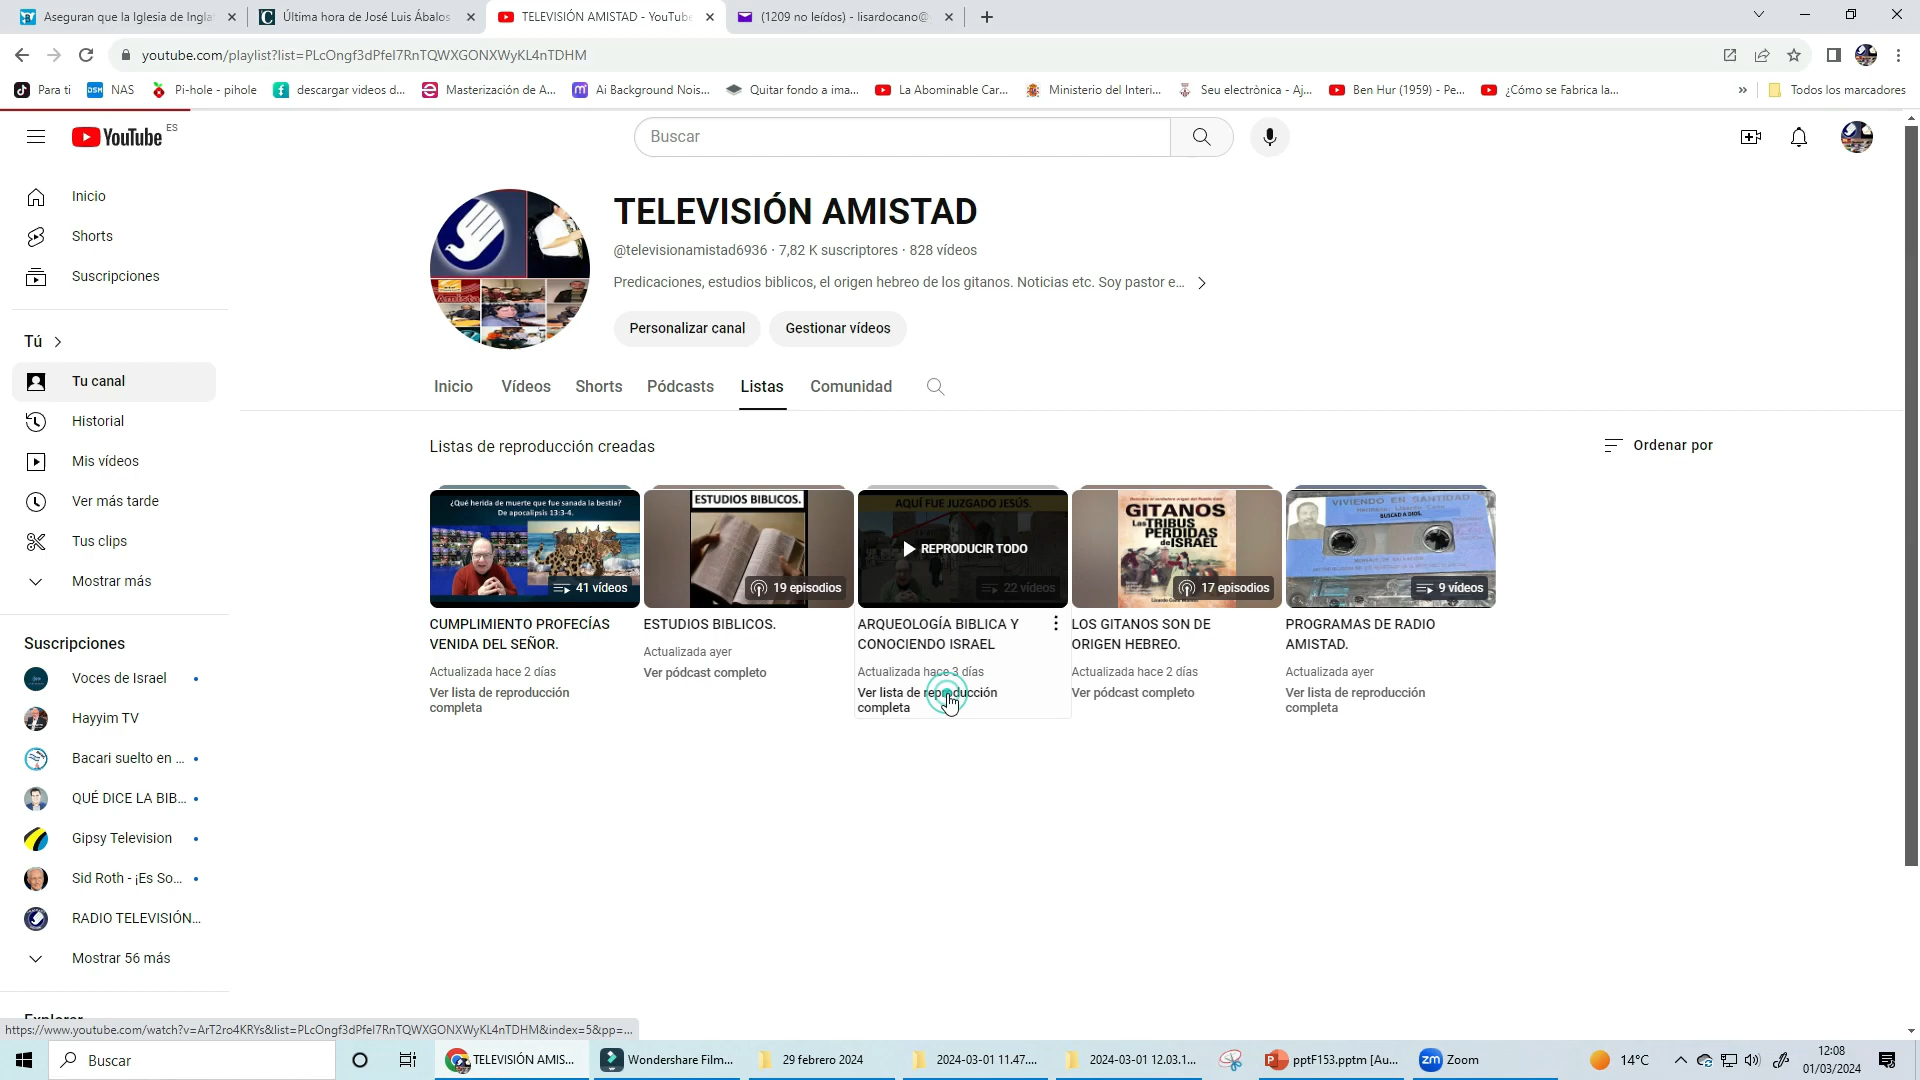 Aseguran que la Iglesia de Ingla
Última hora de José Luis Ábalos
TELEVISIÓN AMISTAD - YouTube
(1209 no leídos) - lisardocano@
youtube.com/playlist?list=PLcOngf3dPfeI7RnTQWXGONXWyKL4nTDHM
Para ti
NAS
Pi-hole - pihole
descargar videos d...
Masterización de A...
Ai Background Nois...
Quitar fondo a ima...
La Abominable Car...
Ministerio del Interi...
Seu electrònica - Aj...
Ben Hur (1959) - Pe...
¿Cómo se Fabrica la...
»
Todos los marcadores
YouTube ES
Buscar
Inicio
Shorts
Suscripciones
Tú
Tu canal
Historial
Mis vídeos
Ver más tarde
Tus clips
Mostrar más
Suscripciones
Voces de Israel
Hayyim TV
Bacari suelto en ...
QUÉ DICE LA BIB...
Gipsy Television
Sid Roth - ¡Es So...
RADIO TELEVISIÓN...
Mostrar 56 más
Explorar
TELEVISIÓN AMISTAD
@televisionamistad6936 · 7,82 K suscriptores · 828 vídeos
Predicaciones, estudios biblicos, el origen hebreo de los gitanos. Noticias etc. Soy pastor e...
Personalizar canal
Gestionar vídeos
Inicio
Vídeos
Shorts
Pódcasts
Listas
Comunidad
Listas de reproducción creadas
Ordenar por
¿Qué herida de muerte que fue sanada la bestia?
De apocalipsis 13:3-4.
41 vídeos
CUMPLIMIENTO PROFECÍAS
VENIDA DEL SEÑOR.
Actualizada hace 2 días
Ver lista de reproducción
completa
ESTUDIOS BIBLICOS.
19 episodios
ESTUDIOS BIBLICOS.
Actualizada ayer
Ver pódcast completo
AQUÍ FUE JUZGADO JESÚS.
REPRODUCIR TODO
22 vídeos
ARQUEOLOGÍA BIBLICA Y
CONOCIENDO ISRAEL
Actualizada hace 3 días
Ver lista de reproducción
completa
GITANOS
Las TRIBUS
PERDIDAS
de ISRAEL
17 episodios
LOS GITANOS SON DE
ORIGEN HEBREO.
Actualizada hace 2 días
Ver pódcast completo
VIVIENDO EN SANTIDAD
BUSCAD A DIOS.
9 vídeos
PROGRAMAS DE RADIO
AMISTAD.
Actualizada ayer
Ver lista de reproducción
completa
https://www.youtube.com/watch?v=ArT2ro4KRYs&list=PLcOngf3dPfeI7RnTQWXGONXWyKL4nTDHM&index=5&pp=...
Buscar
TELEVISIÓN AMIS...
Wondershare Film...
29 febrero 2024
2024-03-01 11.47....
2024-03-01 12.03.1...
pptF153.pptm [Au...
zm Zoom
14°C
12:08
01/03/2024